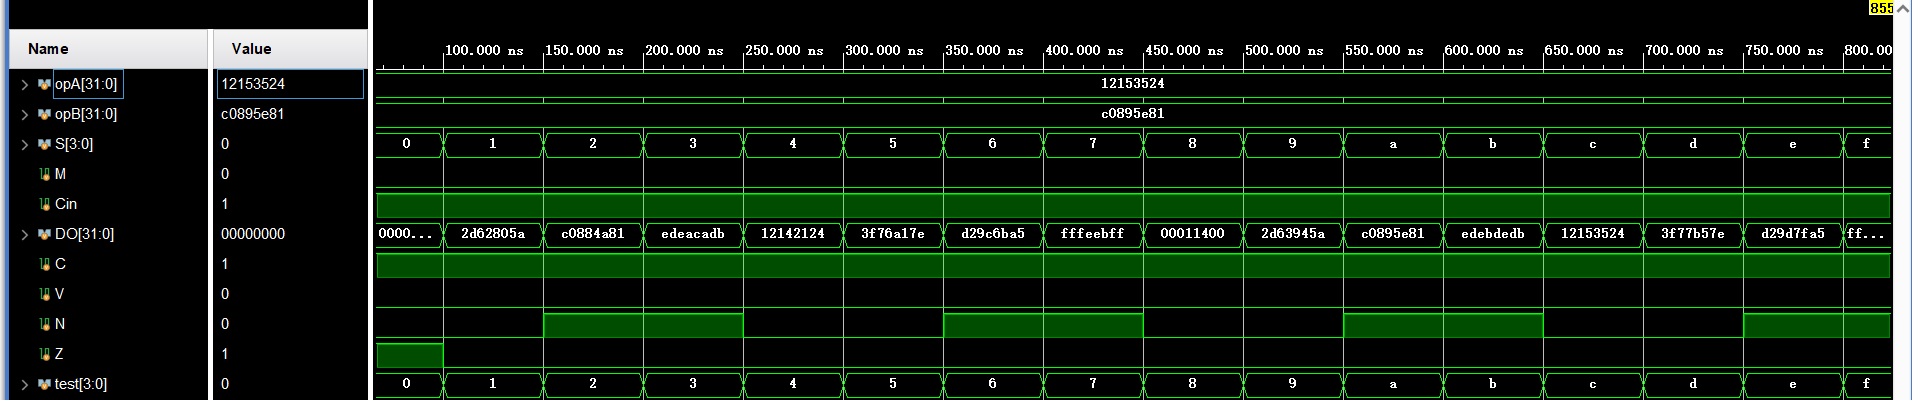 855
Name Value
100.000 ns 150.000 ns 200.000 ns 250.000 ns 300.000 ns 350.000 ns 400.000 ns 450.000 ns 500.000 ns 550.000 ns 600.000 ns 650.000 ns 700.000 ns 750.000 ns 800.00
opA[31:0] 12153524 12153524
opB[31:0] c0895e81 c0895e81
S[3:0] 0 0 1 2 3 4 5 6 7 8 9 a b c d e f
M 0
Cin 1
DO[31:0] 00000000 0000... 2d62805a c0884a81 edeacadb 12142124 3f76a17e d29c6ba5 fffeebff 00011400 2d63945a c0895e81 edebdedb 12153524 3f77b57e d29d7fa5 ff...
C 1
V 0
N 0
Z 1
test[3:0] 0 0 1 2 3 4 5 6 7 8 9 a b c d e f